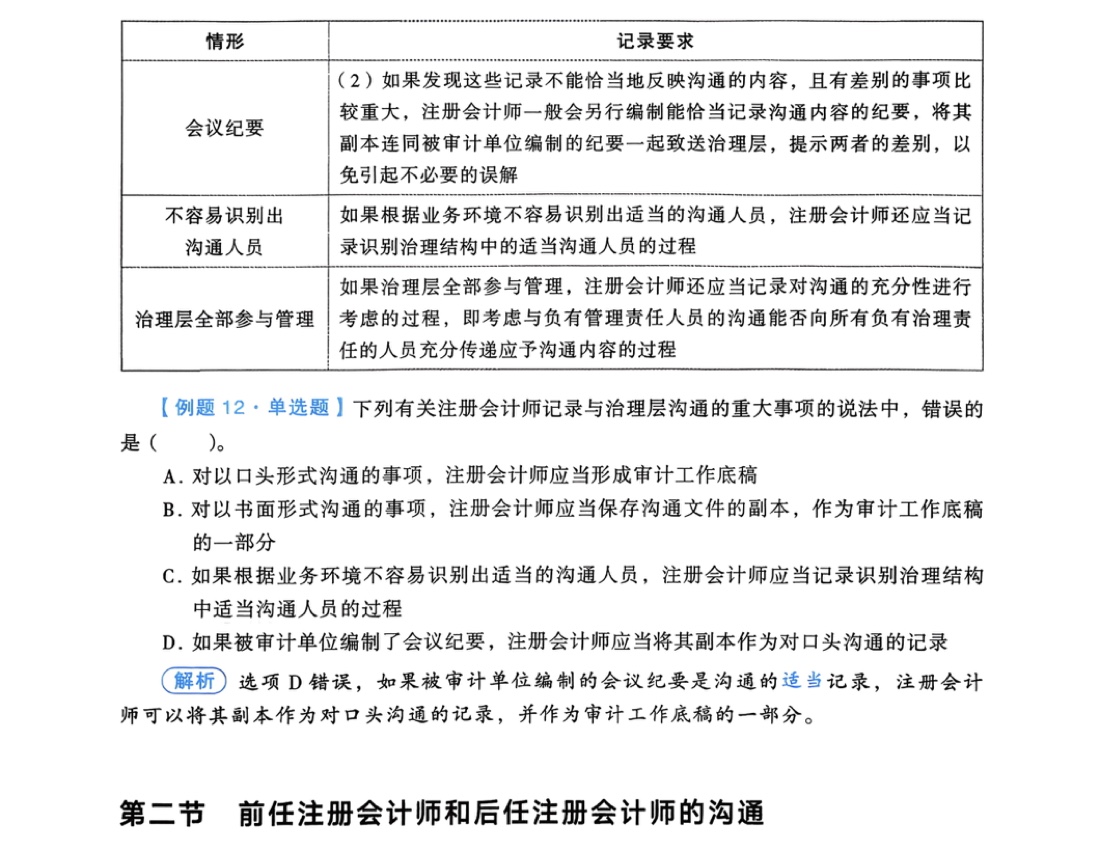 情形 记录要求
会议纪要
（2）如果发现这些记录不能恰当地反映沟通的内容，且有差别的事项比
较重大，注册会计师一般会另行编制能恰当记录沟通内容的纪要，将其
副本连同被审计单位编制的纪要一起致送治理层，提示两者的差别，以
免引起不必要的误解
不容易识别出
沟通人员
如果根据业务环境不容易识别出适当的沟通人员，注册会计师还应当记
录识别治理结构中的适当沟通人员的过程
治理层全部参与管理
如果治理层全部参与管理，注册会计师还应当记录对沟通的充分性进行
考虑的过程，即考虑与负有管理责任人员的沟通能否向所有负有治理责
任的人员充分传递应予沟通内容的过程
【例题 12·单选题】下列有关注册会计师记录与治理层沟通的重大事项的说法中，错误的
是（  ）。
A. 对以口头形式沟通的事项，注册会计师应当形成审计工作底稿
B. 对以书面形式沟通的事项，注册会计师应当保存沟通文件的副本，作为审计工作底稿
的一部分
C. 如果根据业务环境不容易识别出适当的沟通人员，注册会计师应当记录识别治理结构
中适当沟通人员的过程
D. 如果被审计单位编制了会议纪要，注册会计师应当将其副本作为对口头沟通的记录
解析 选项 D 错误，如果被审计单位编制的会议纪要是沟通的适当记录，注册会计
师可以将其副本作为对口头沟通的记录，并作为审计工作底稿的一部分。
第二节 前任注册会计师和后任注册会计师的沟通